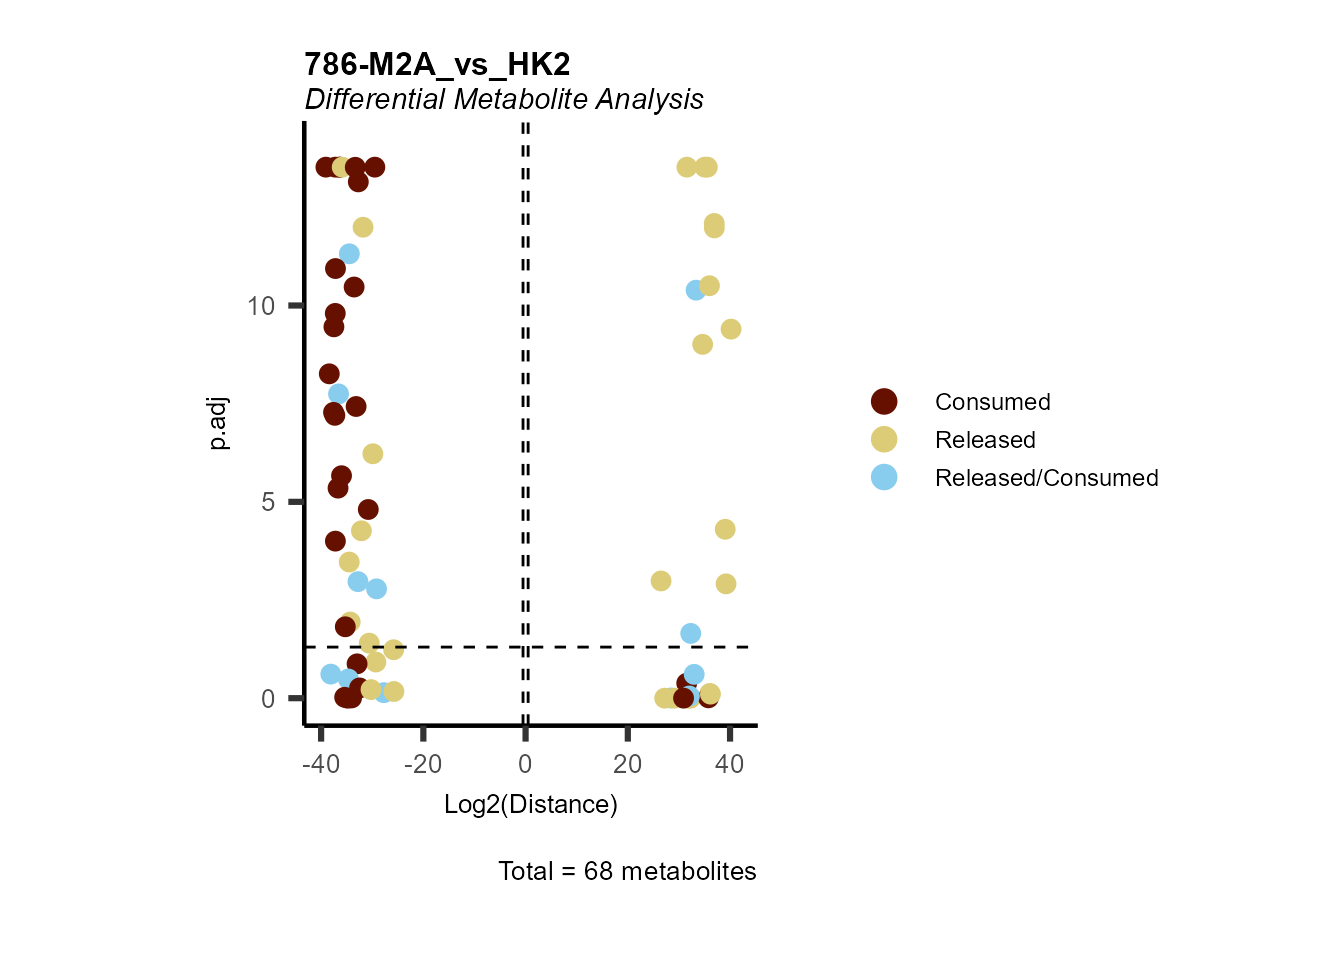 786-M2A_vs_HK2
Differential Metabolite Analysis
p.adj
10
5
0
-40 -20 0 20 40
Log2(Distance)
Consumed
Released
Released/Consumed
Total = 68 metabolites